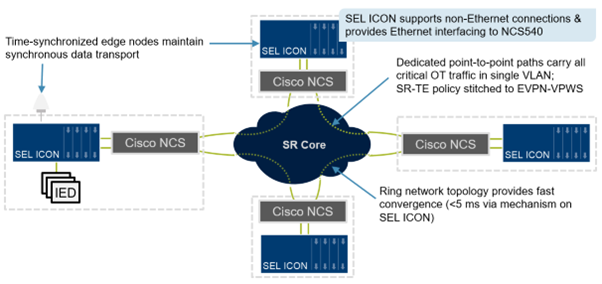 SEL ICON supports non-Ethernet connections &
provides Ethernet interfacing to NCS540
Time-synchronized edge nodes maintain
synchronous data transport
SEL ICON
Cisco NCS
Dedicated point-to-point paths carry all
critical OT traffic in single VLAN;
SR-TE policy stitched to EVPN-VPWS
SEL ICON
Cisco NCS
SR Core
Cisco NCS
SEL ICON
IED
Ring network topology provides fast
convergence (<5 ms via mechanism on
SEL ICON)
Cisco NCS
SEL ICON